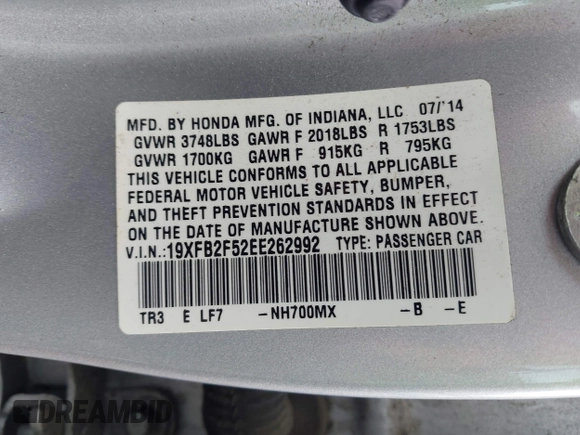 MFD. BY HONDA MFG. OF INDIANA, LLC 07/'14
GVWR 3748LBS GAWR F 2018LBS R 1753LBS
GVWR 1700KG GAWR F 915KG R 795KG
THIS VEHICLE CONFORMS TO ALL APPLICABLE
FEDERAL MOTOR VEHICLE SAFETY, BUMPER,
AND THEFT PREVENTION STANDARDS IN EFFECT
ON THE DATE OF MANUFACTURE SHOWN ABOVE.
V.I.N.:19XFB2F52EE262992 TYPE: PASSENGER CAR
TR3 E LF7 -NH700MX -B -E
DREAMBID